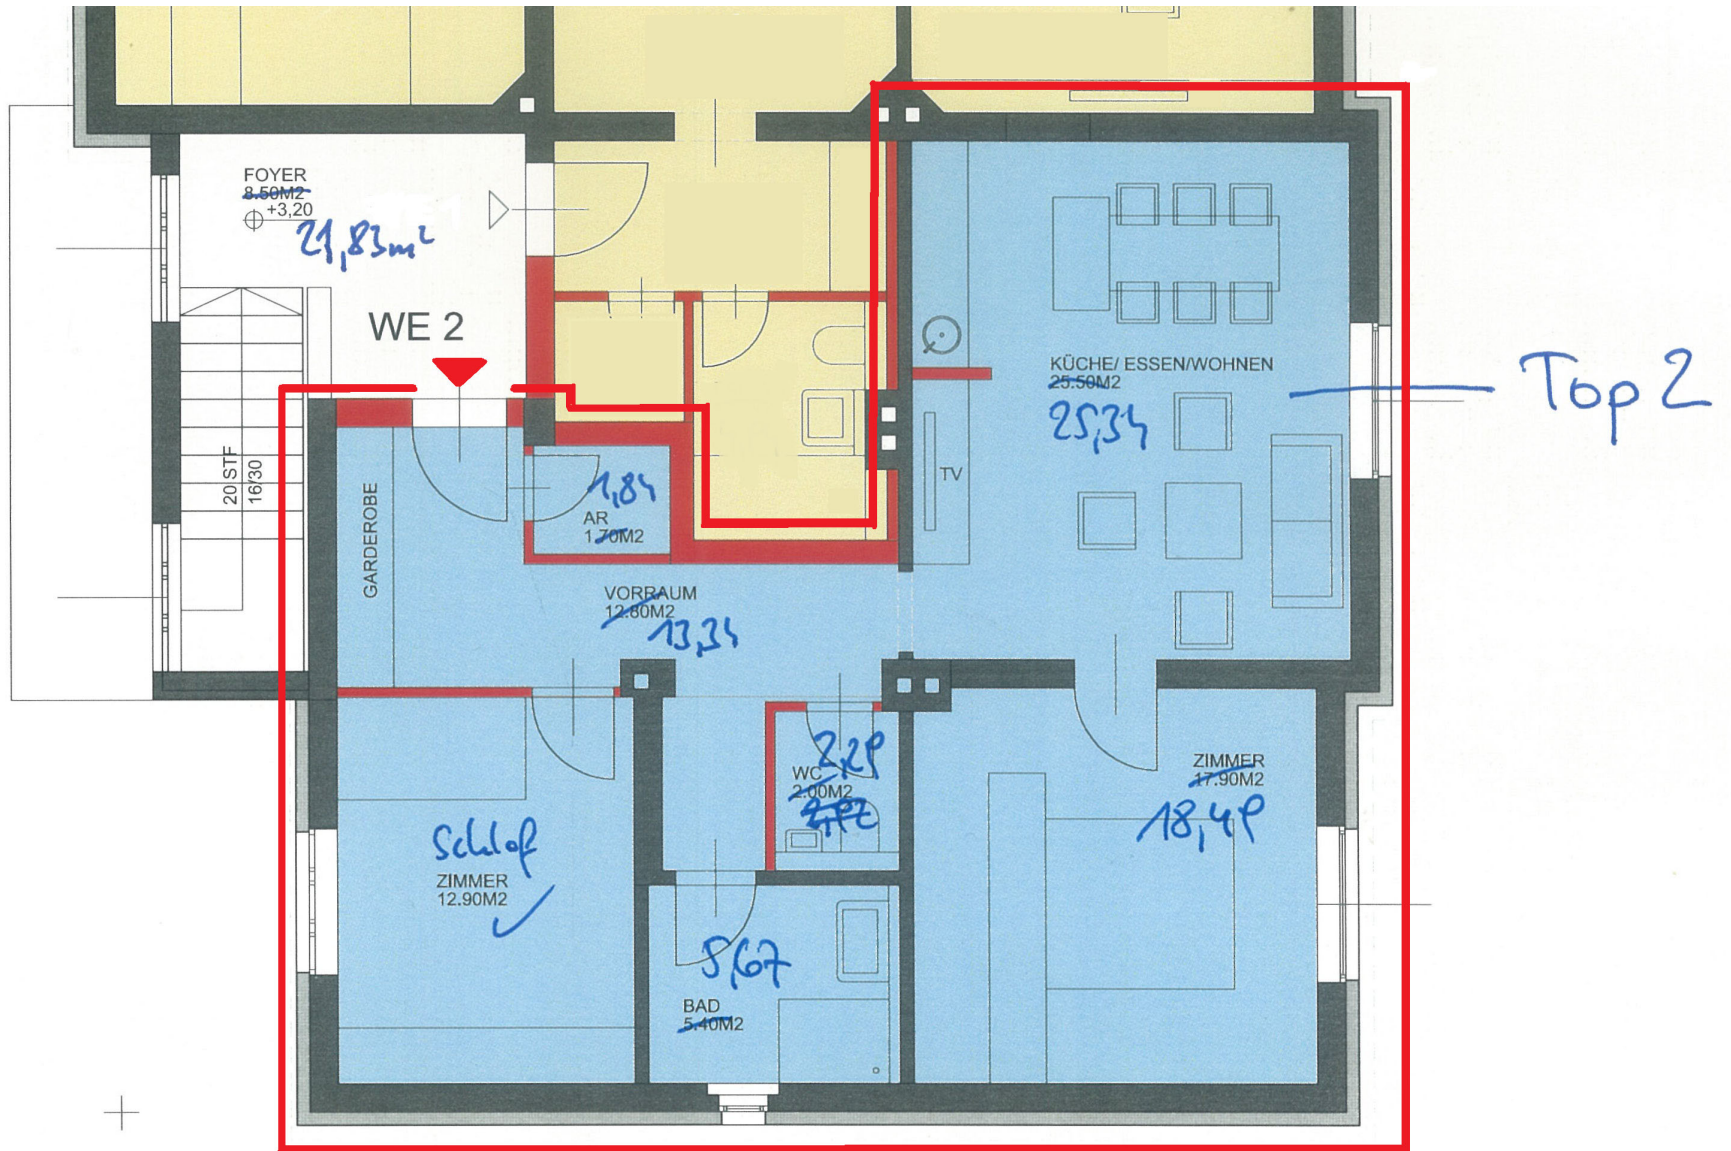 FOYER
8.50M2
+3,20
21,83m²
WE 2
KÜCHE/ ESSEN/WOHNEN
25.50M2
25,34
Top 2
20 STF
16/30
GARDEROBE
1,84
AR
1.70M2
TV
VORRAUM
12.80M2
13,34
2,29
WC
2.00M2
ZIMMER
17.90M2
18,49
Schlaf
ZIMMER
12.90M2
5,67
BAD
5.40M2